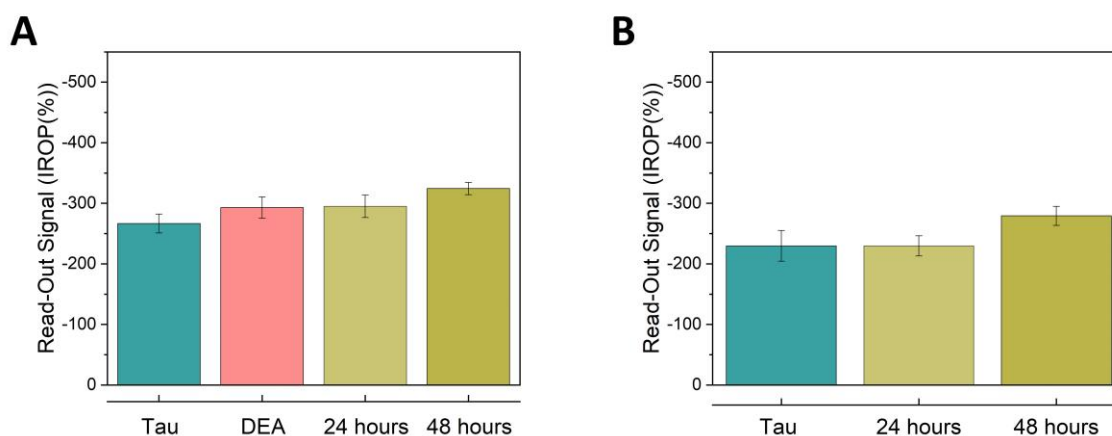 A
Read-Out Signal (IROP(%))
-500
-400
-300
-200
-100
0
Tau DEA 24 hours 48 hours
B
Read-Out Signal (IROP(%))
-500
-400
-300
-200
-100
0
Tau 24 hours 48 hours